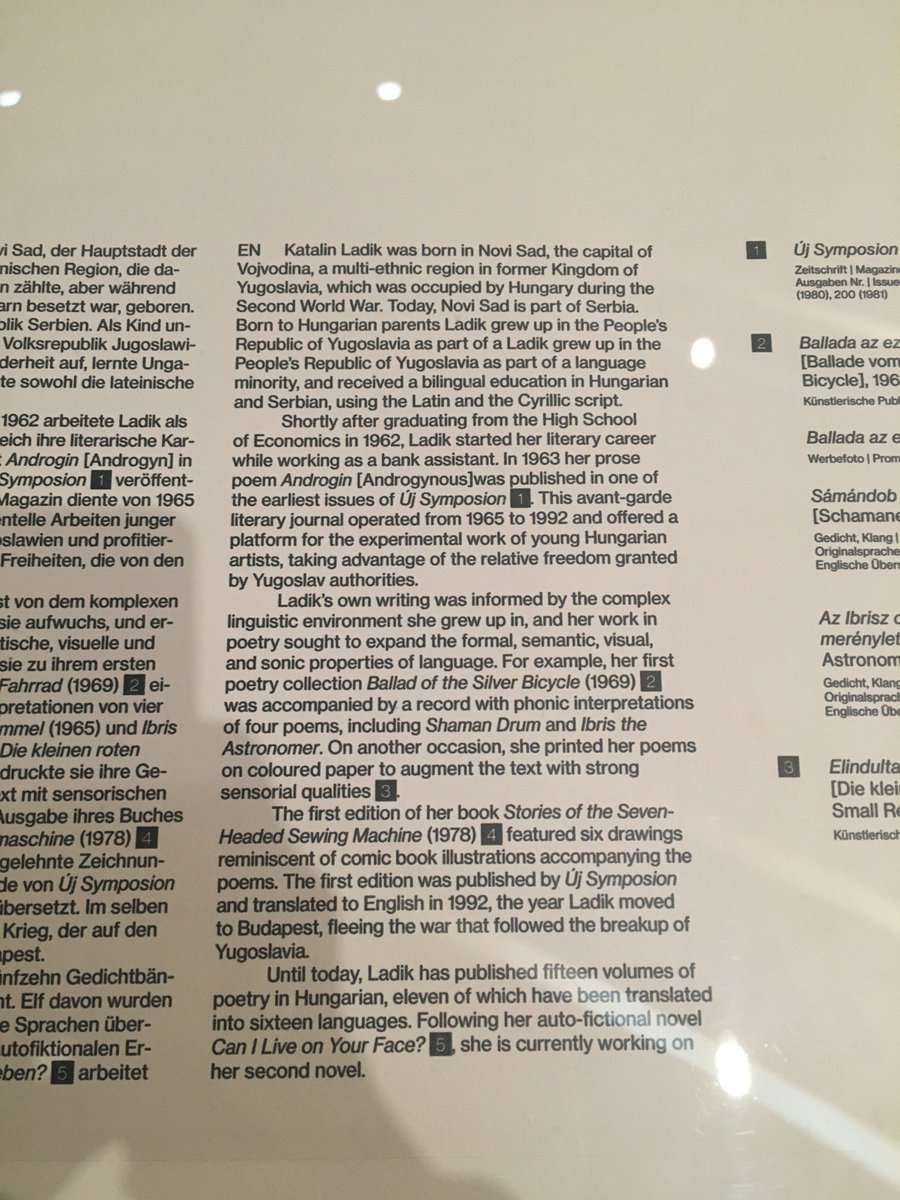 vi Sad, der Hauptstadt der
nischen Region, die da-
n zählte, aber während
arn besetzt war, geboren.
blik Serbien. Als Kind un-
Volksrepublik Jugoslawi-
derheit auf, lernte Unga-
te sowohl die lateinische
1962 arbeitete Ladik als
eich ihre literarische Kar-
t Androgin [Androgyn] in
Symposion 1 veröffent-
Magazin diente von 1965
entelle Arbeiten junger
oslawien und profitier-
Freiheiten, die von den
st von dem komplexen
sie aufwuchs, und er-
tische, visuelle und
sie zu ihrem ersten
Fahrrad (1969) 2 ei-
pretationen von vier
mmel (1965) und Ibris
Die kleinen roten
druckte sie ihre Ge-
xt mit sensorischen
Ausgabe ihres Buches
maschine (1978) 4
gelehnte Zeichnun-
de von Új Symposion
übersetzt. Im selben
Krieg, der auf den
apest.
ünfzehn Gedichtbän-
nt. Elf davon wurden
e Sprachen über-
autofiktionalen Er-
eben? 5 arbeitet
EN Katalin Ladik was born in Novi Sad, the capital of
Vojvodina, a multi-ethnic region in former Kingdom of
Yugoslavia, which was occupied by Hungary during the
Second World War. Today, Novi Sad is part of Serbia.
Born to Hungarian parents Ladik grew up in the People's
Republic of Yugoslavia as part of a Ladik grew up in the
People's Republic of Yugoslavia as part of a language
minority, and received a bilingual education in Hungarian
and Serbian, using the Latin and the Cyrillic script.
Shortly after graduating from the High School
of Economics in 1962, Ladik started her literary career
while working as a bank assistant. In 1963 her prose
poem Androgin [Androgynous]was published in one of
the earliest issues of Új Symposion 1. This avant-garde
literary journal operated from 1965 to 1992 and offered a
platform for the experimental work of young Hungarian
artists, taking advantage of the relative freedom granted
by Yugoslav authorities.
Ladik's own writing was informed by the complex
linguistic environment she grew up in, and her work in
poetry sought to expand the formal, semantic, visual,
and sonic properties of language. For example, her first
poetry collection Ballad of the Silver Bicycle (1969) 2
was accompanied by a record with phonic interpretations
of four poems, including Shaman Drum and Ibris the
Astronomer. On another occasion, she printed her poems
on coloured paper to augment the text with strong
sensorial qualities 3.
The first edition of her book Stories of the Seven-
Headed Sewing Machine (1978) 4 featured six drawings
reminiscent of comic book illustrations accompanying the
poems. The first edition was published by Új Symposion
and translated to English in 1992, the year Ladik moved
to Budapest, fleeing the war that followed the breakup of
Yugoslavia.
Until today, Ladik has published fifteen volumes of
poetry in Hungarian, eleven of which have been translated
into sixteen languages. Following her auto-fictional novel
Can I Live on Your Face? 5, she is currently working on
her second novel.
1 Új Symposion
Zeitschrift | Magazine
Ausgaben Nr. | Issue
(1980), 200 (1981)
2 Ballada az ez
[Ballade vom
Bicycle], 196
Künstlerische Publ
Ballada az e
Werbefoto | Prom
Sámándob
[Schamane
Gedicht, Klang |
Originalsprache
Englische Übers
Az Ibrisz c
merénylet
Astronom
Gedicht, Klang
Originalsprach
Englische Übe
3 Elindulta
[Die klei
Small Re
Künstlerisch